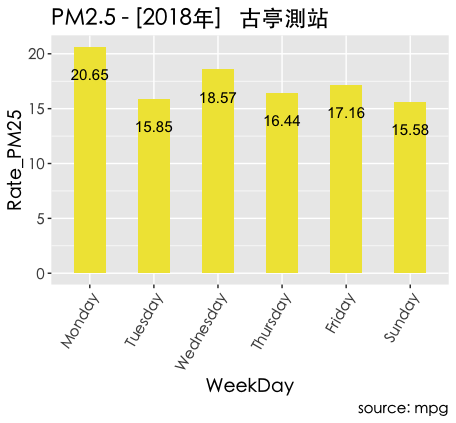 PM2.5 - [2018年] 古亭測站
Rate_PM25
20
15
10
5
0
20.65
15.85
18.57
16.44
17.16
15.58
Monday
Tuesday
Wednesday
Thursday
Friday
Sunday
WeekDay
source: mpg